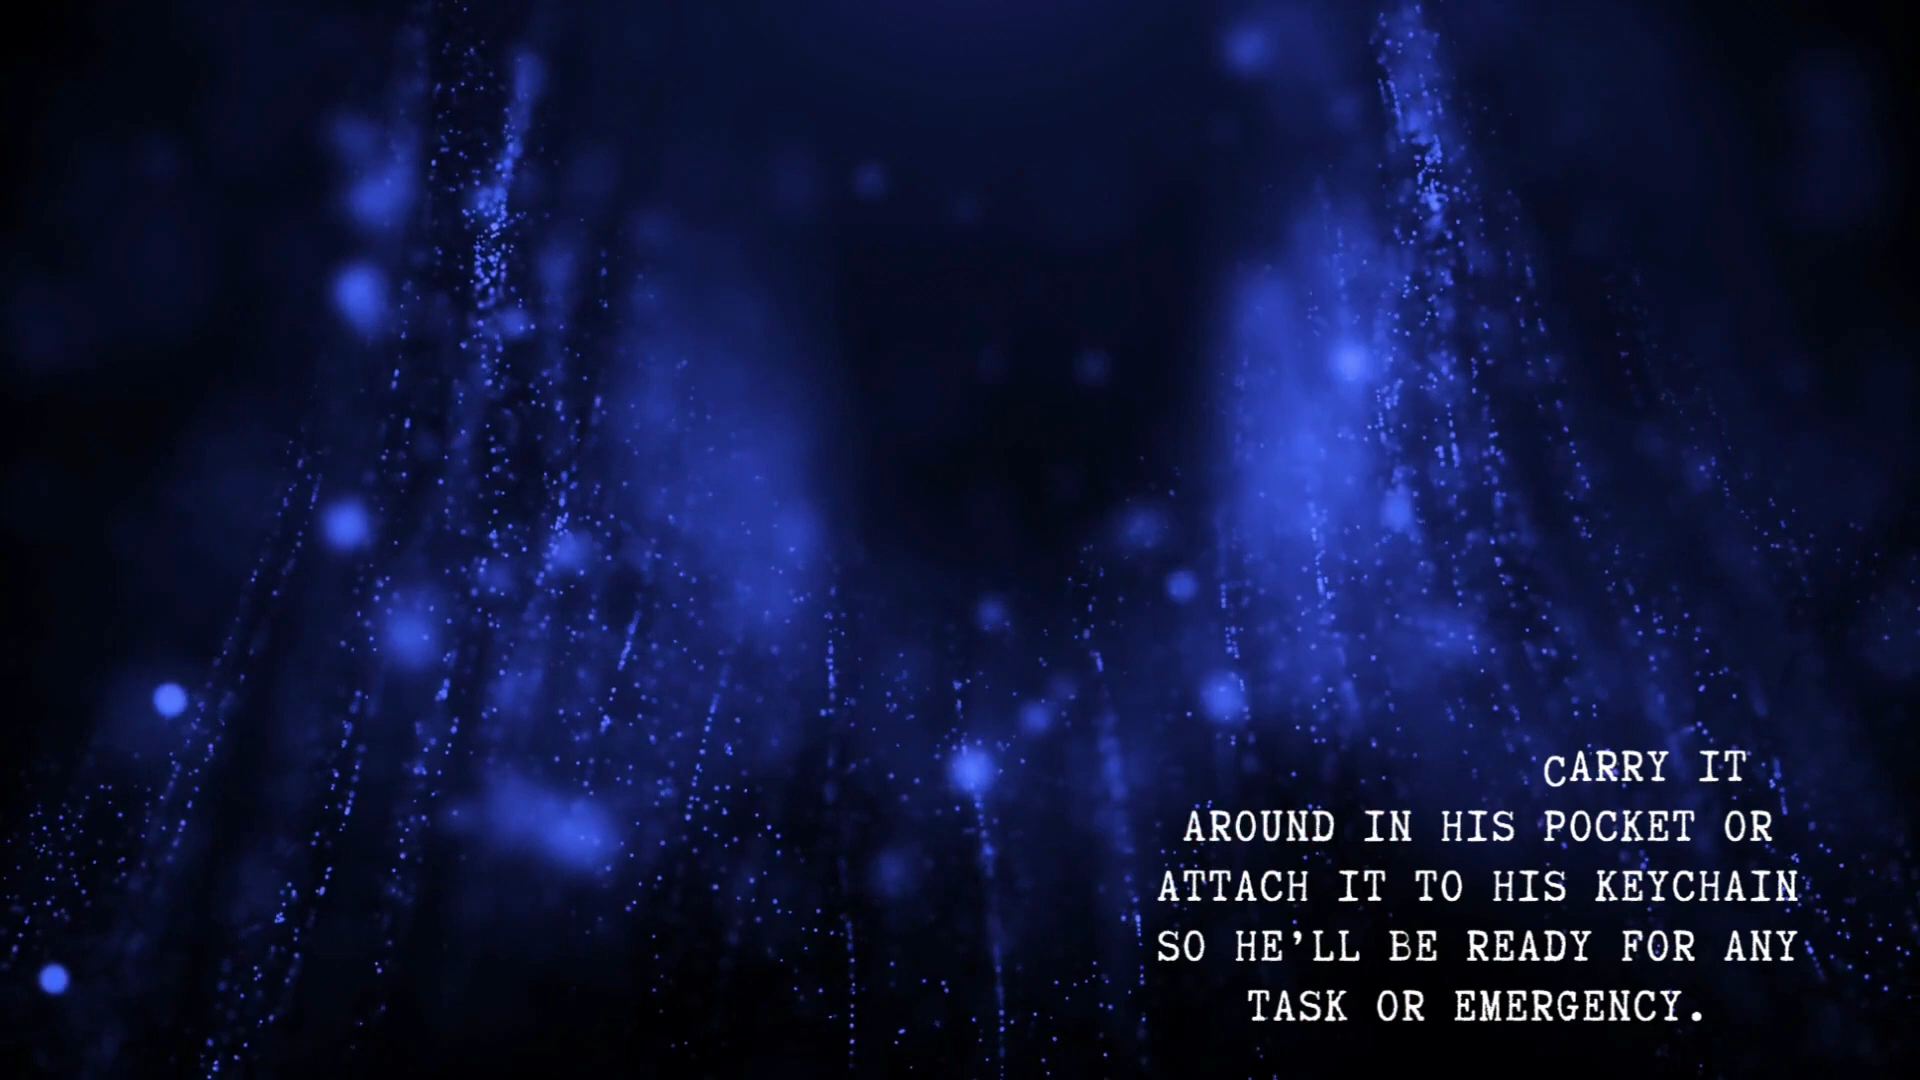 CARRY IT
AROUND IN HIS POCKET OR
ATTACH IT TO HIS KEYCHAIN
SO HE’LL BE READY FOR ANY
TASK OR EMERGENCY.